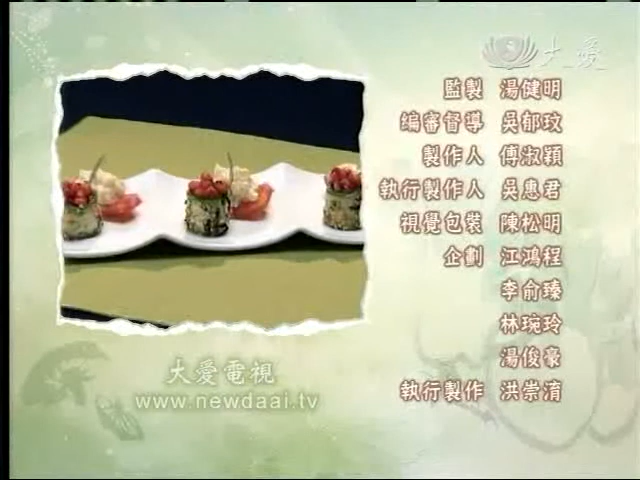 大愛
監製 湯健明
編審督導 吳郁玟
製作人 傅淑穎
執行製作人 吳惠君
視覺包裝 陳松明
企劃 江鴻程
李俞臻
林琬玲
湯俊豪
執行製作 洪崇淯
大愛電視
www.newdaai.tv